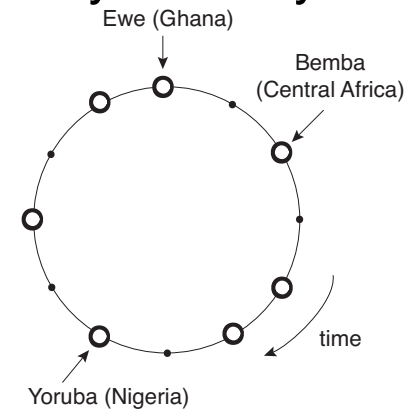 Ewe (Ghana)
Bemba
(Central Africa)
time
Yoruba (Nigeria)